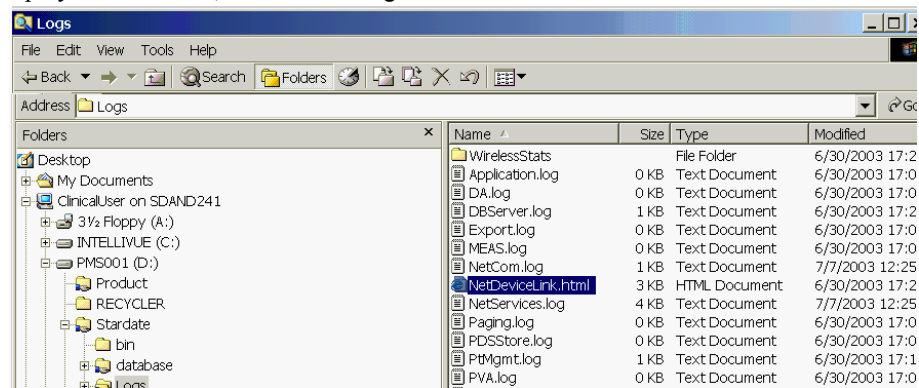 Logs
File Edit View Tools Help
Back Search Folders
Address Logs Go
Folders × Name Size Type Modified
Desktop
My Documents
ClinicalUser on SDAND241
3½ Floppy (A:)
INTELLIVUE (C:)
PMS001 (D:)
Product
RECYCLER
Stardate
bin
database
Logs
WirelessStats File Folder 6/30/2003 17:2
Application.log 0 KB Text Document 6/30/2003 17:0
DA.log 0 KB Text Document 6/30/2003 17:0
DBServer.log 1 KB Text Document 6/30/2003 17:2
Export.log 0 KB Text Document 6/30/2003 17:0
MEAS.log 0 KB Text Document 6/30/2003 17:0
NetCom.log 1 KB Text Document 7/7/2003 12:25
NetDeviceLink.html 3 KB HTML Document 6/30/2003 17:2
NetServices.log 4 KB Text Document 7/7/2003 12:25
Paging.log 0 KB Text Document 6/30/2003 17:0
PDSStore.log 0 KB Text Document 6/30/2003 17:0
PtMgmt.log 1 KB Text Document 6/30/2003 17:1
PVA.log 0 KB Text Document 6/30/2003 17:0